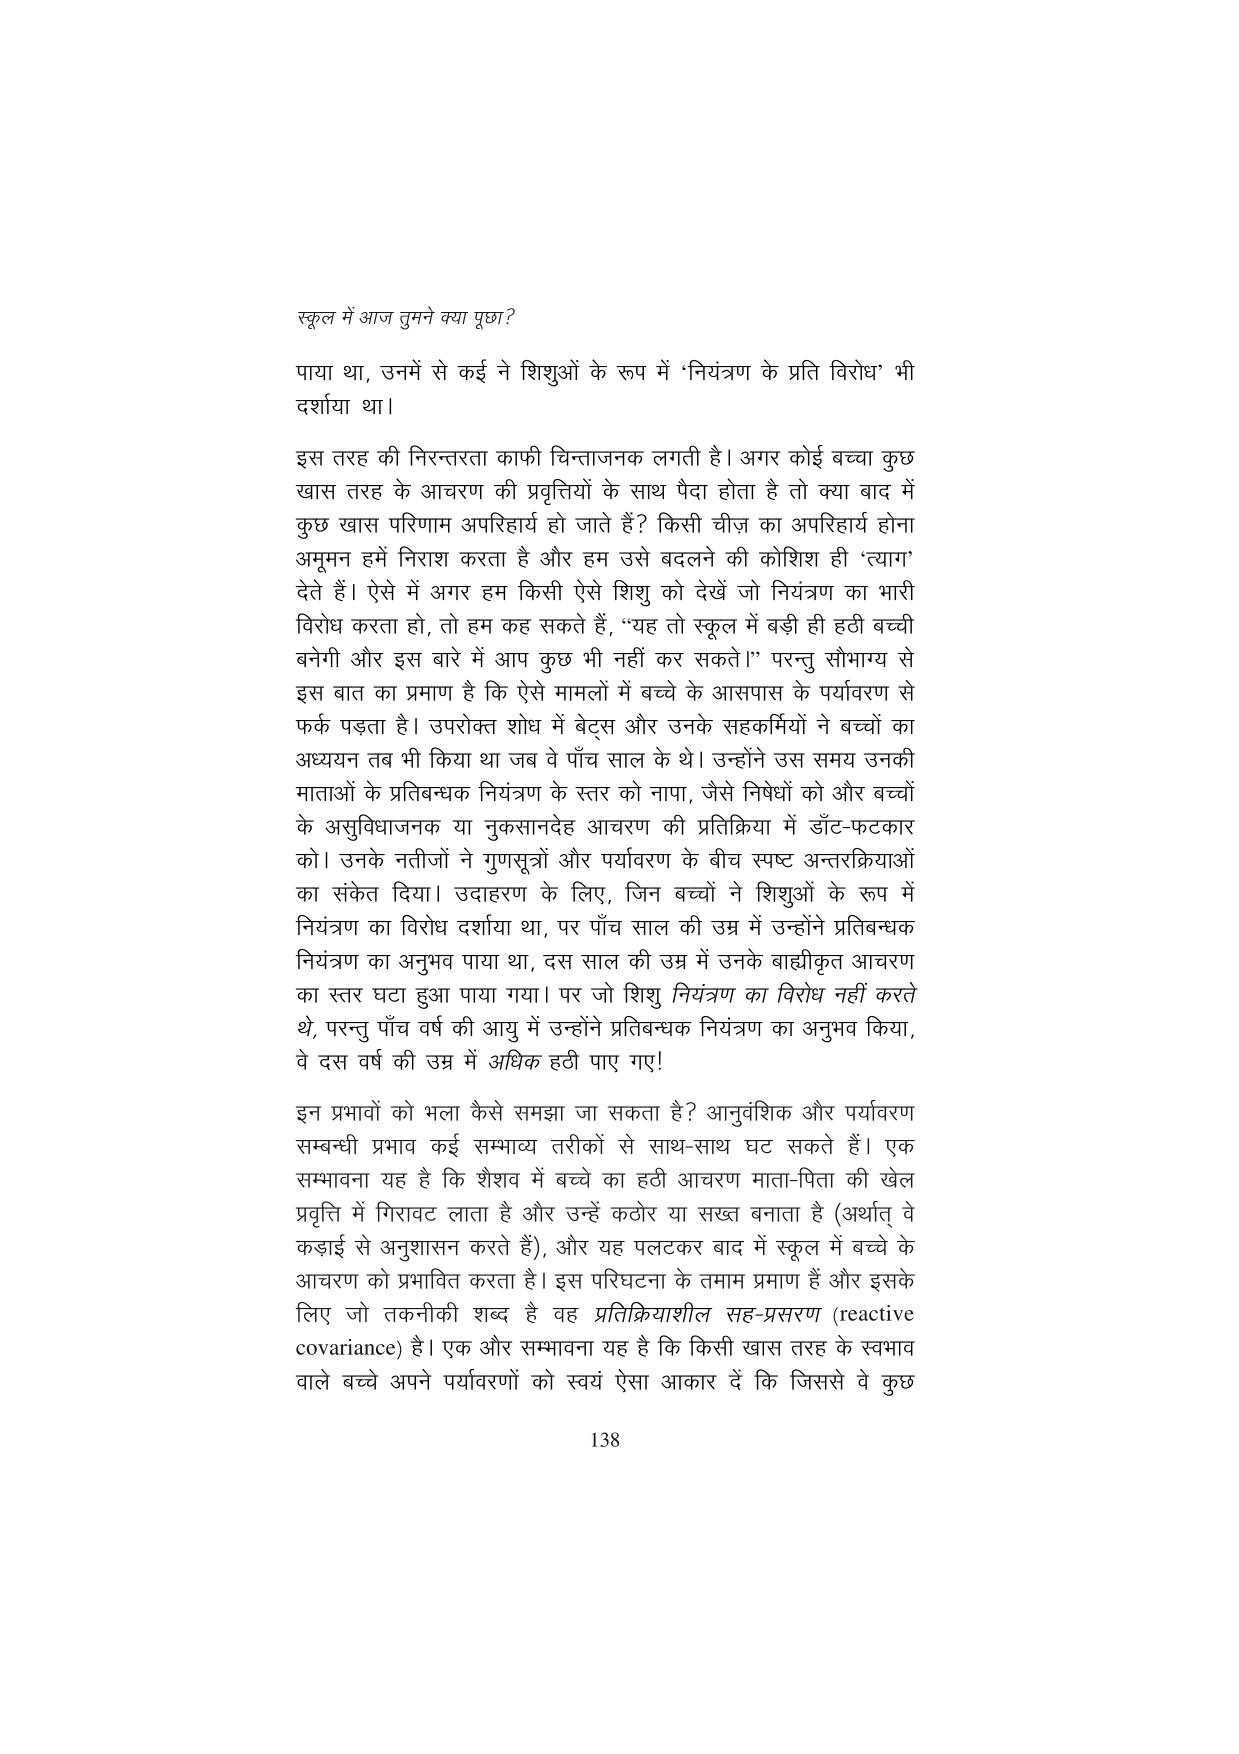 स्कूल में आज तुमने क्या पूछा?
पाया था, उनमें से कई ने शिशुओं के रूप में ‘नियंत्रण के प्रति विरोध’ भी
दर्शाया था।
इस तरह की निरन्तरता काफी चिन्ताजनक लगती है। अगर कोई बच्चा कुछ
खास तरह के आचरण की प्रवृत्तियों के साथ पैदा होता है तो क्या बाद में
कुछ खास परिणाम अपरिहार्य हो जाते हैं? किसी चीज़ का अपरिहार्य होना
अमूमन हमें निराश करता है और हम उसे बदलने की कोशिश ही ‘त्याग’
देते हैं। ऐसे में अगर हम किसी ऐसे शिशु को देखें जो नियंत्रण का भारी
विरोध करता हो, तो हम कह सकते हैं, “यह तो स्कूल में बड़ी ही हठी बच्ची
बनेगी और इस बारे में आप कुछ भी नहीं कर सकते।” परन्तु सौभाग्य से
इस बात का प्रमाण है कि ऐसे मामलों में बच्चे के आसपास के पर्यावरण से
फर्क पड़ता है। उपरोक्त शोध में बेट्स और उनके सहकर्मियों ने बच्चों का
अध्ययन तब भी किया था जब वे पाँच साल के थे। उन्होंने उस समय उनकी
माताओं के प्रतिबन्धक नियंत्रण के स्तर को नापा, जैसे निषेधों को और बच्चों
के असुविधाजनक या नुकसानदेह आचरण की प्रतिक्रिया में डाँट-फटकार
को। उनके नतीजों ने गुणसूत्रों और पर्यावरण के बीच स्पष्ट अन्तरक्रियाओं
का संकेत दिया। उदाहरण के लिए, जिन बच्चों ने शिशुओं के रूप में
नियंत्रण का विरोध दर्शाया था, पर पाँच साल की उम्र में उन्होंने प्रतिबन्धक
नियंत्रण का अनुभव पाया था, दस साल की उम्र में उनके बाह्यीकृत आचरण
का स्तर घटा हुआ पाया गया। पर जो शिशु नियंत्रण का विरोध नहीं करते
थे, परन्तु पाँच वर्ष की आयु में उन्होंने प्रतिबन्धक नियंत्रण का अनुभव किया,
वे दस वर्ष की उम्र में अधिक हठी पाए गए!
इन प्रभावों को भला कैसे समझा जा सकता है? आनुवंशिक और पर्यावरण
सम्बन्धी प्रभाव कई सम्भाव्य तरीकों से साथ-साथ घट सकते हैं। एक
सम्भावना यह है कि शैशव में बच्चे का हठी आचरण माता-पिता की खेल
प्रवृत्ति में गिरावट लाता है और उन्हें कठोर या सख्त बनाता है (अर्थात् वे
कड़ाई से अनुशासन करते हैं), और यह पलटकर बाद में स्कूल में बच्चे के
आचरण को प्रभावित करता है। इस परिघटना के तमाम प्रमाण हैं और इसके
लिए जो तकनीकी शब्द है वह प्रतिक्रियाशील सह-प्रसरण (reactive
covariance) है। एक और सम्भावना यह है कि किसी खास तरह के स्वभाव
वाले बच्चे अपने पर्यावरणों को स्वयं ऐसा आकार दें कि जिससे वे कुछ
138